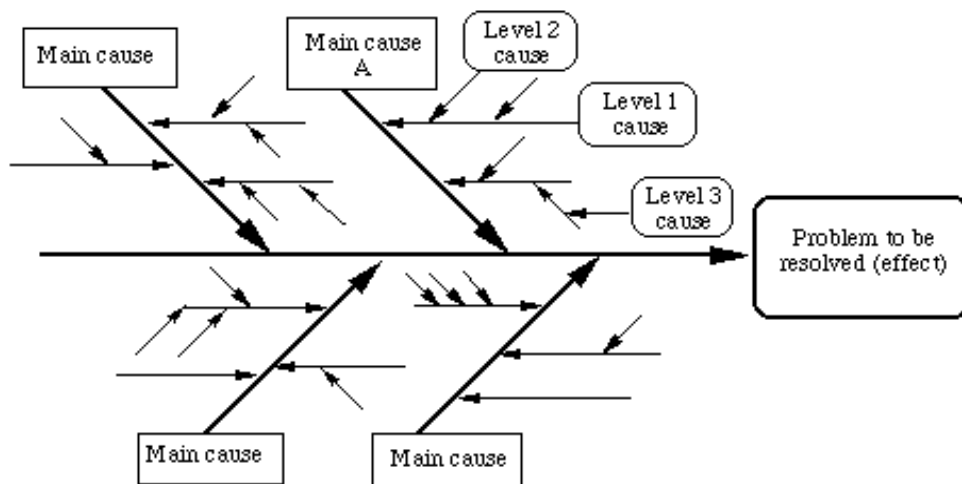 Main cause
Main cause
A
Level 2
cause
Level 1
cause
Level 3
cause
Problem to be
resolved (effect)
Main cause
Main cause